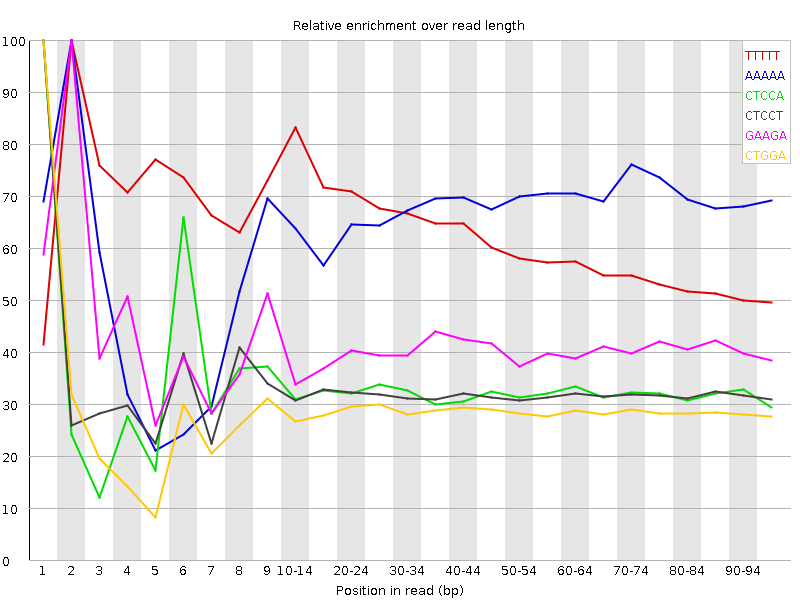 Relative enrichment over read length
100
90
80
70
60
50
40
30
20
10
0
TTTTT
AAAAA
CTCCA
CTCCT
GAAGA
CTGGA
1 2 3 4 5 6 7 8 9 10-14 20-24 30-34 40-44 50-54 60-64 70-74 80-84 90-94
Position in read (bp)